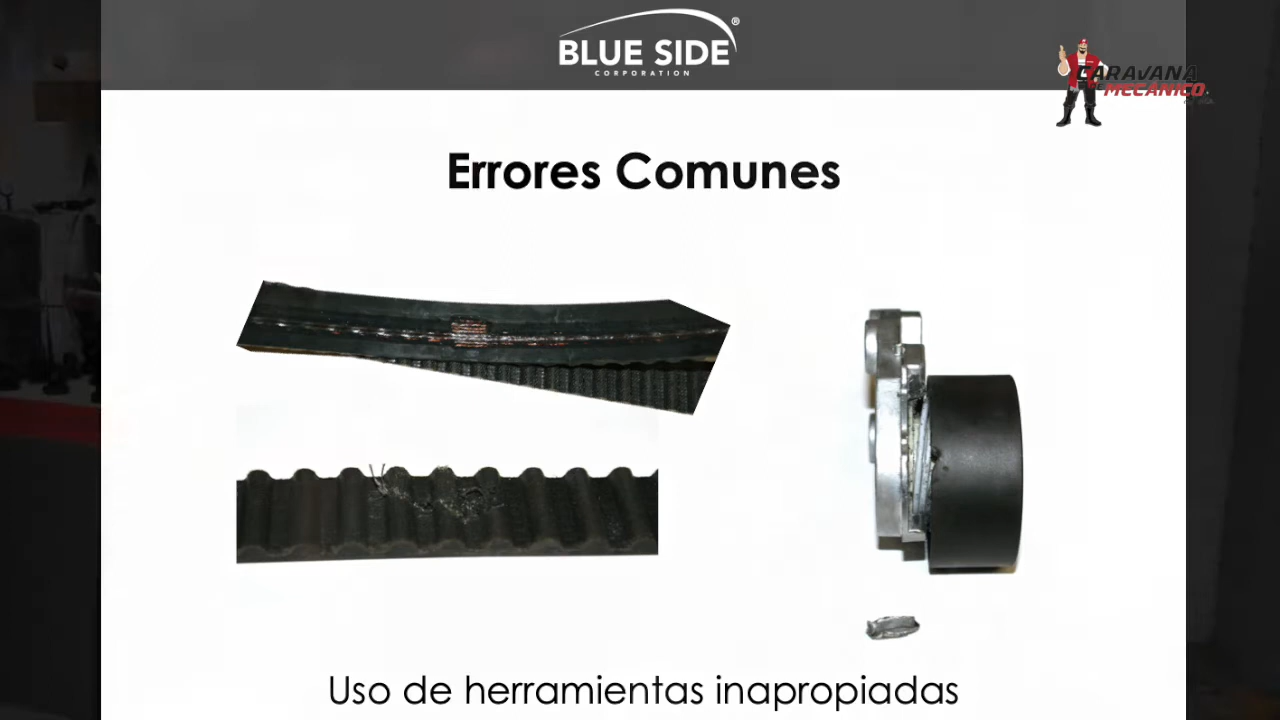 BLUE SIDE®
CORPORATION
CARAVANA
MECÁNICO
Errores Comunes
Uso de herramientas inapropiadas